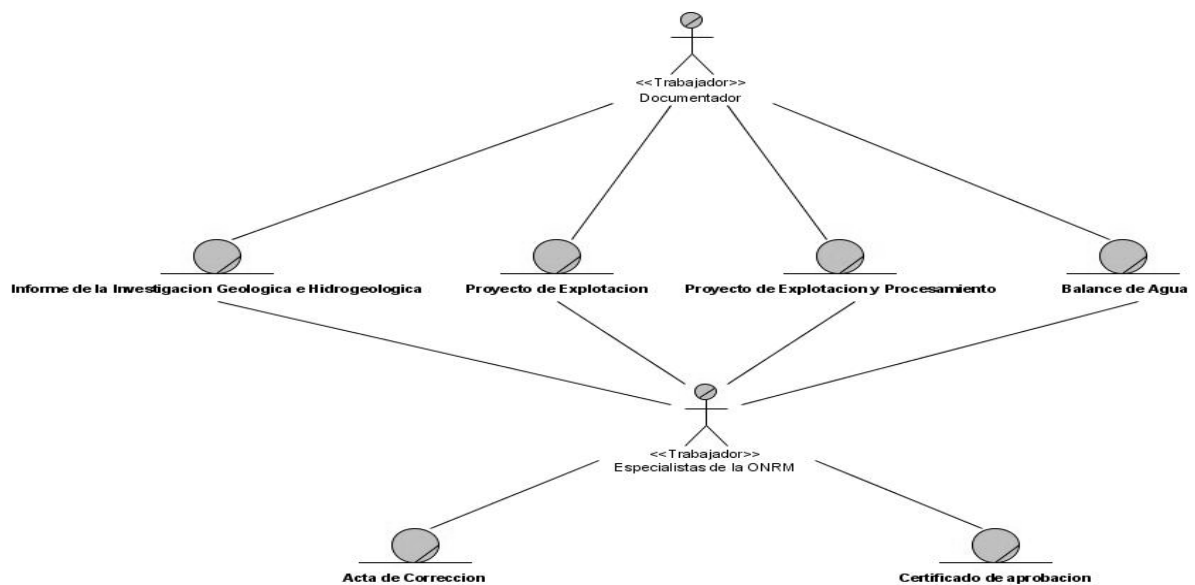 <<Trabajador>>
Documentador
Informe de la Investigacion Geologica e Hidrogeologica
Proyecto de Explotacion
Proyecto de Explotacion y Procesamiento
Balance de Agua
<<Trabajador>>
Especialistas de la ONRM
Acta de Correccion
Certificado de aprobacion